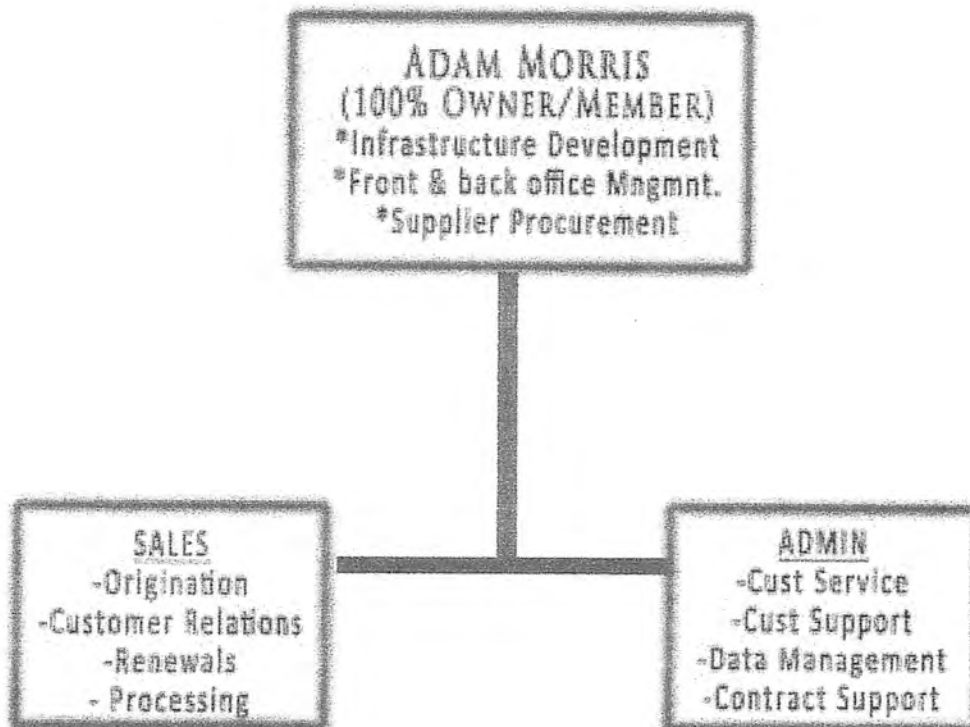 ADAM MORRIS
(100% OWNER/MEMBER)
*Infrastructure Development
*Front & back office Mngmnt.
*Supplier Procurement
SALES
-Origination
-Customer Relations
-Renewals
- Processing
ADMIN
-Cust Service
-Cust Support
-Data Management
-Contract Support